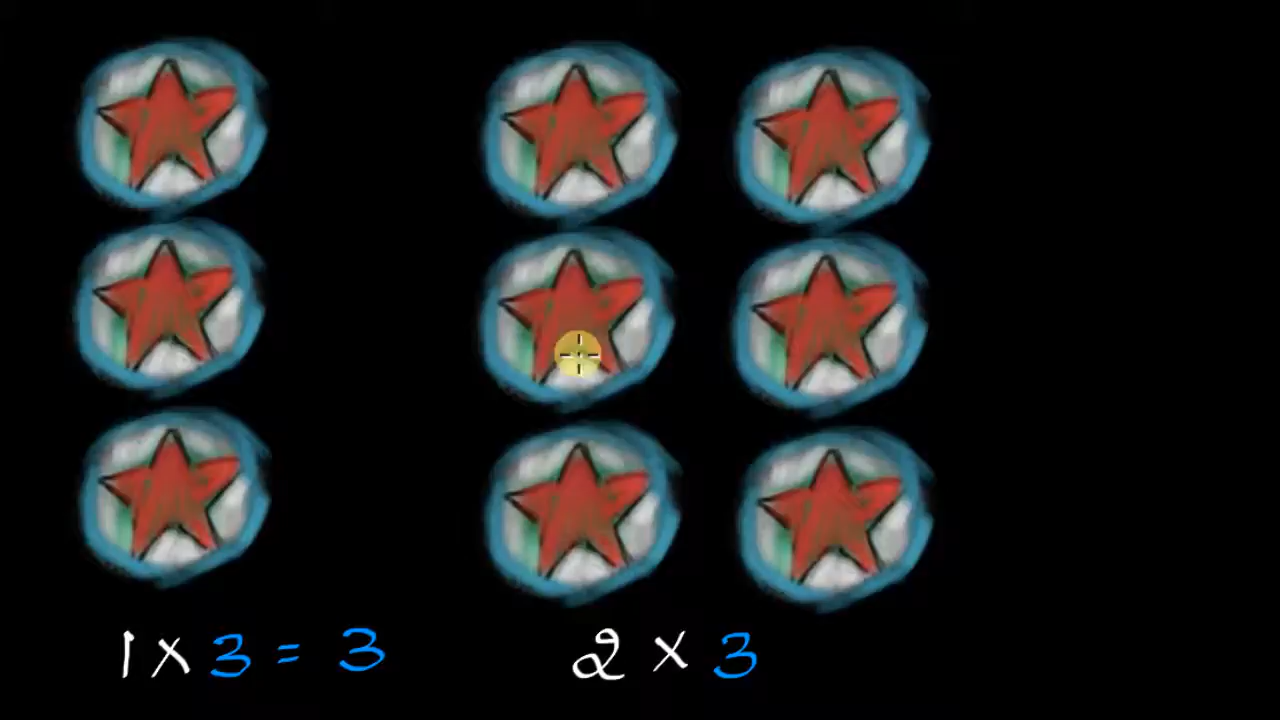 1 × 3 = 3 2 × 3